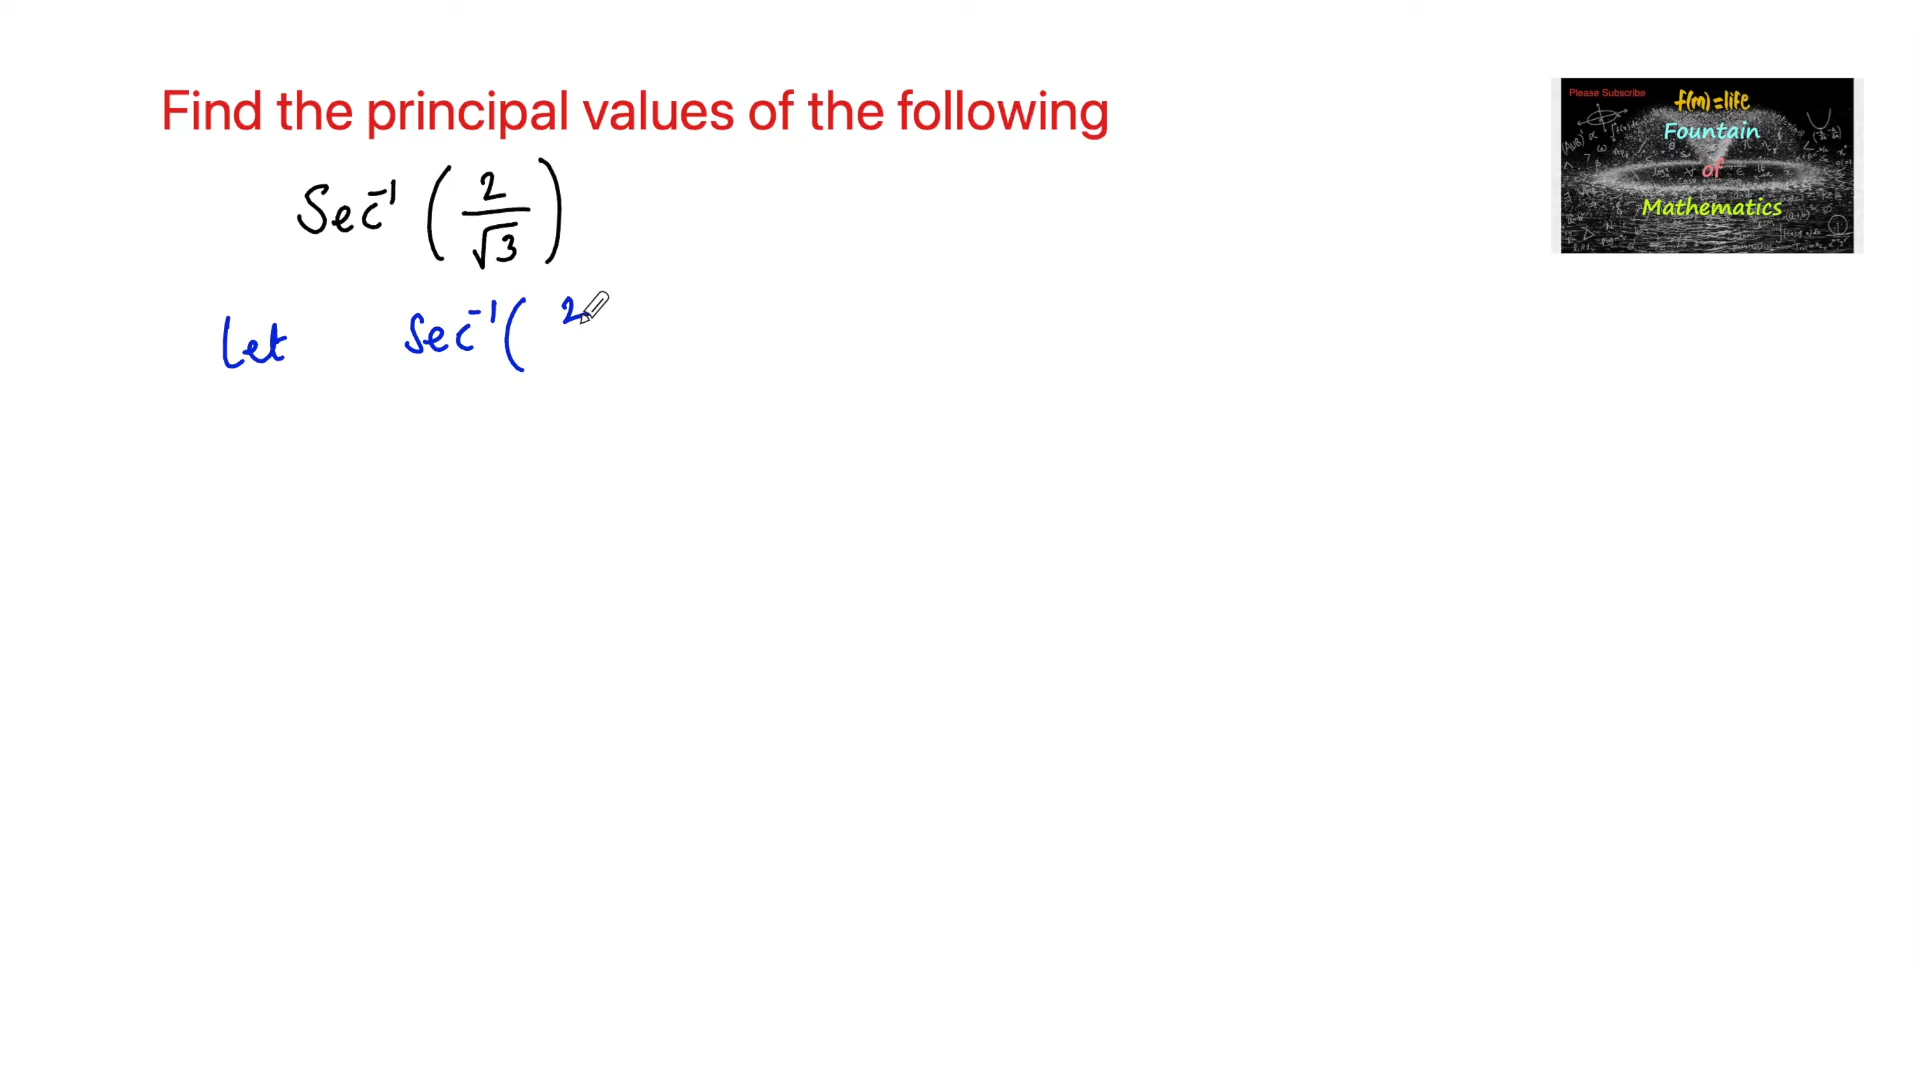 Find the principal values of the following
Sec⁻¹ ( 2 / √3 )
Let Sec⁻¹ ( 2
Please Subscribe
f(m)=life
Fountain
of
Mathematics